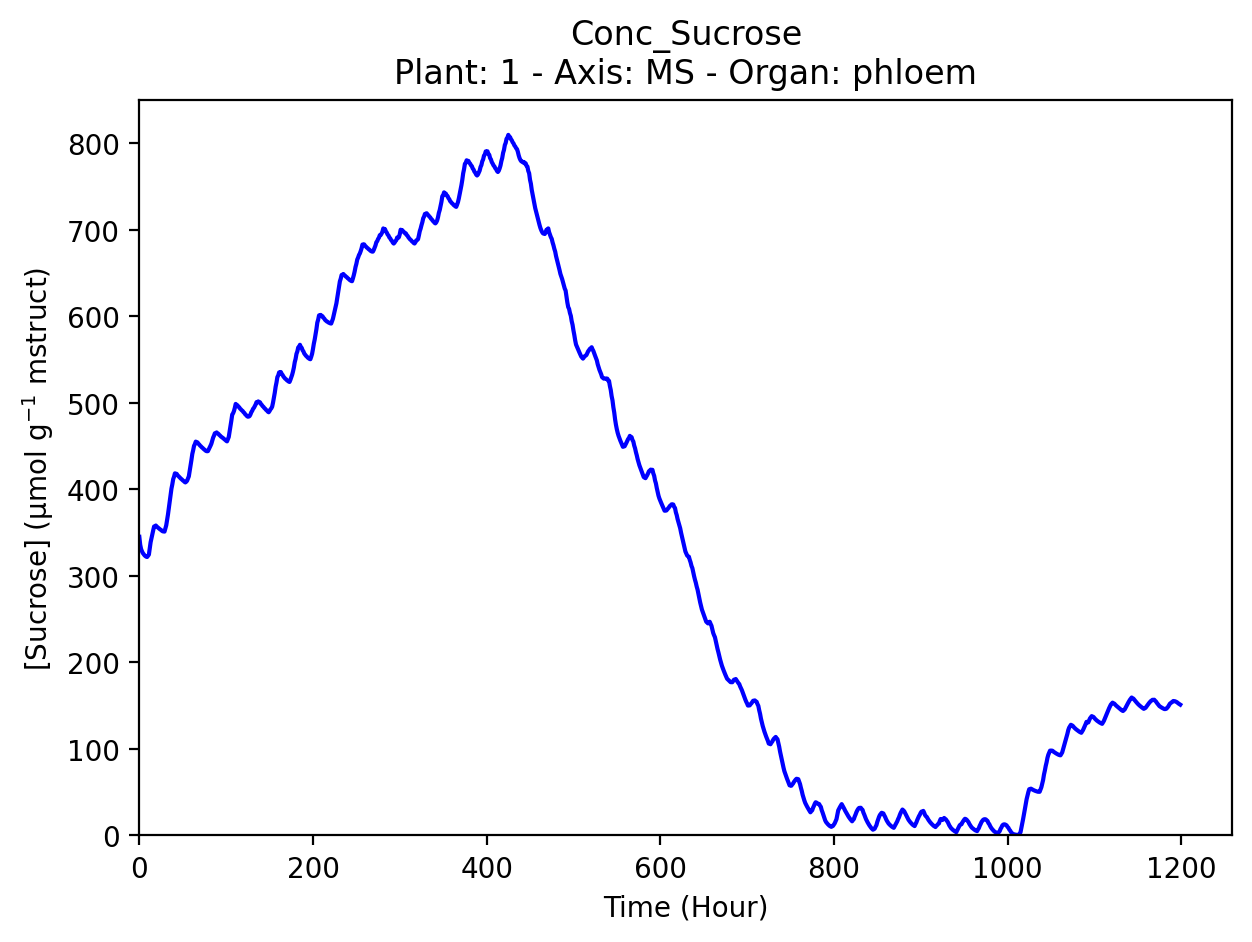 Conc_Sucrose
Plant: 1 - Axis: MS - Organ: phloem
[Sucrose] (µmol g⁻¹ mstruct)
800
700
600
500
400
300
200
100
0
0 200 400 600 800 1000 1200
Time (Hour)